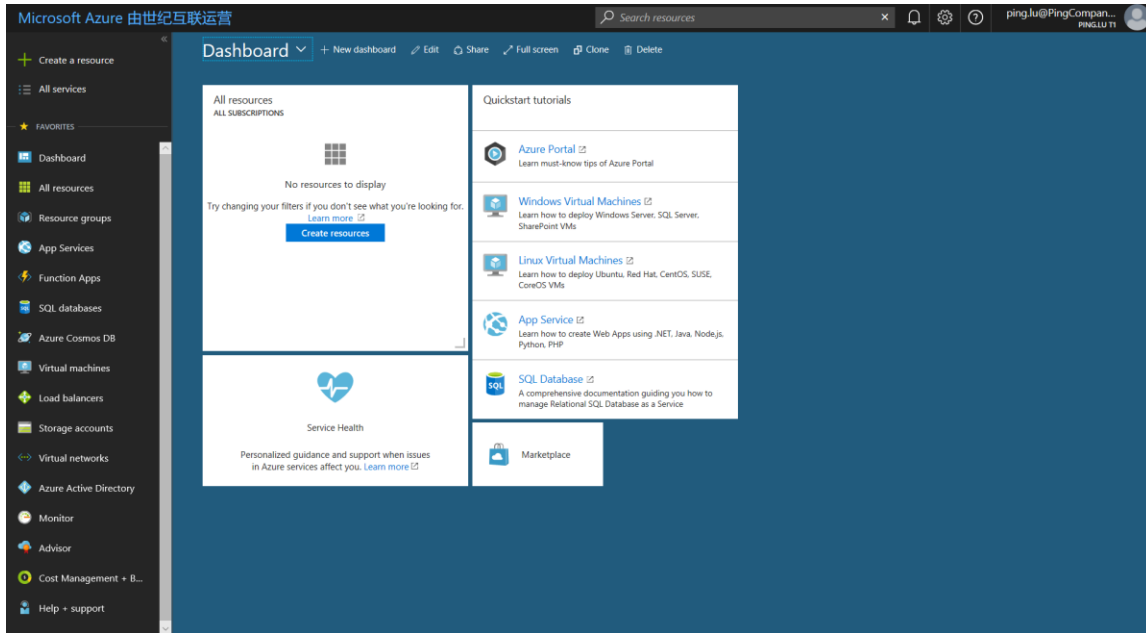 Microsoft Azure 由世纪互联运营
Search resources
ping.lu@PingCompan...
PING.LU T1
Create a resource
All services
FAVORITES
Dashboard
All resources
Resource groups
App Services
Function Apps
SQL databases
Azure Cosmos DB
Virtual machines
Load balancers
Storage accounts
Virtual networks
Azure Active Directory
Monitor
Advisor
Cost Management + B...
Help + support
Dashboard
New dashboard
Edit
Share
Full screen
Clone
Delete
All resources
ALL SUBSCRIPTIONS
No resources to display
Try changing your filters if you don't see what you're looking for.
Learn more
Create resources
Service Health
Personalized guidance and support when issues
in Azure services affect you. Learn more
Quickstart tutorials
Azure Portal
Learn must-know tips of Azure Portal
Windows Virtual Machines
Learn how to deploy Windows Server, SQL Server,
SharePoint VMs
Linux Virtual Machines
Learn how to deploy Ubuntu, Red Hat, CentOS, SUSE,
CoreOS VMs
App Service
Learn how to create Web Apps using .NET, Java, Node.js,
Python, PHP
SQL
SQL Database
A comprehensive documentation guiding you how to
manage Relational SQL Database as a Service
Marketplace